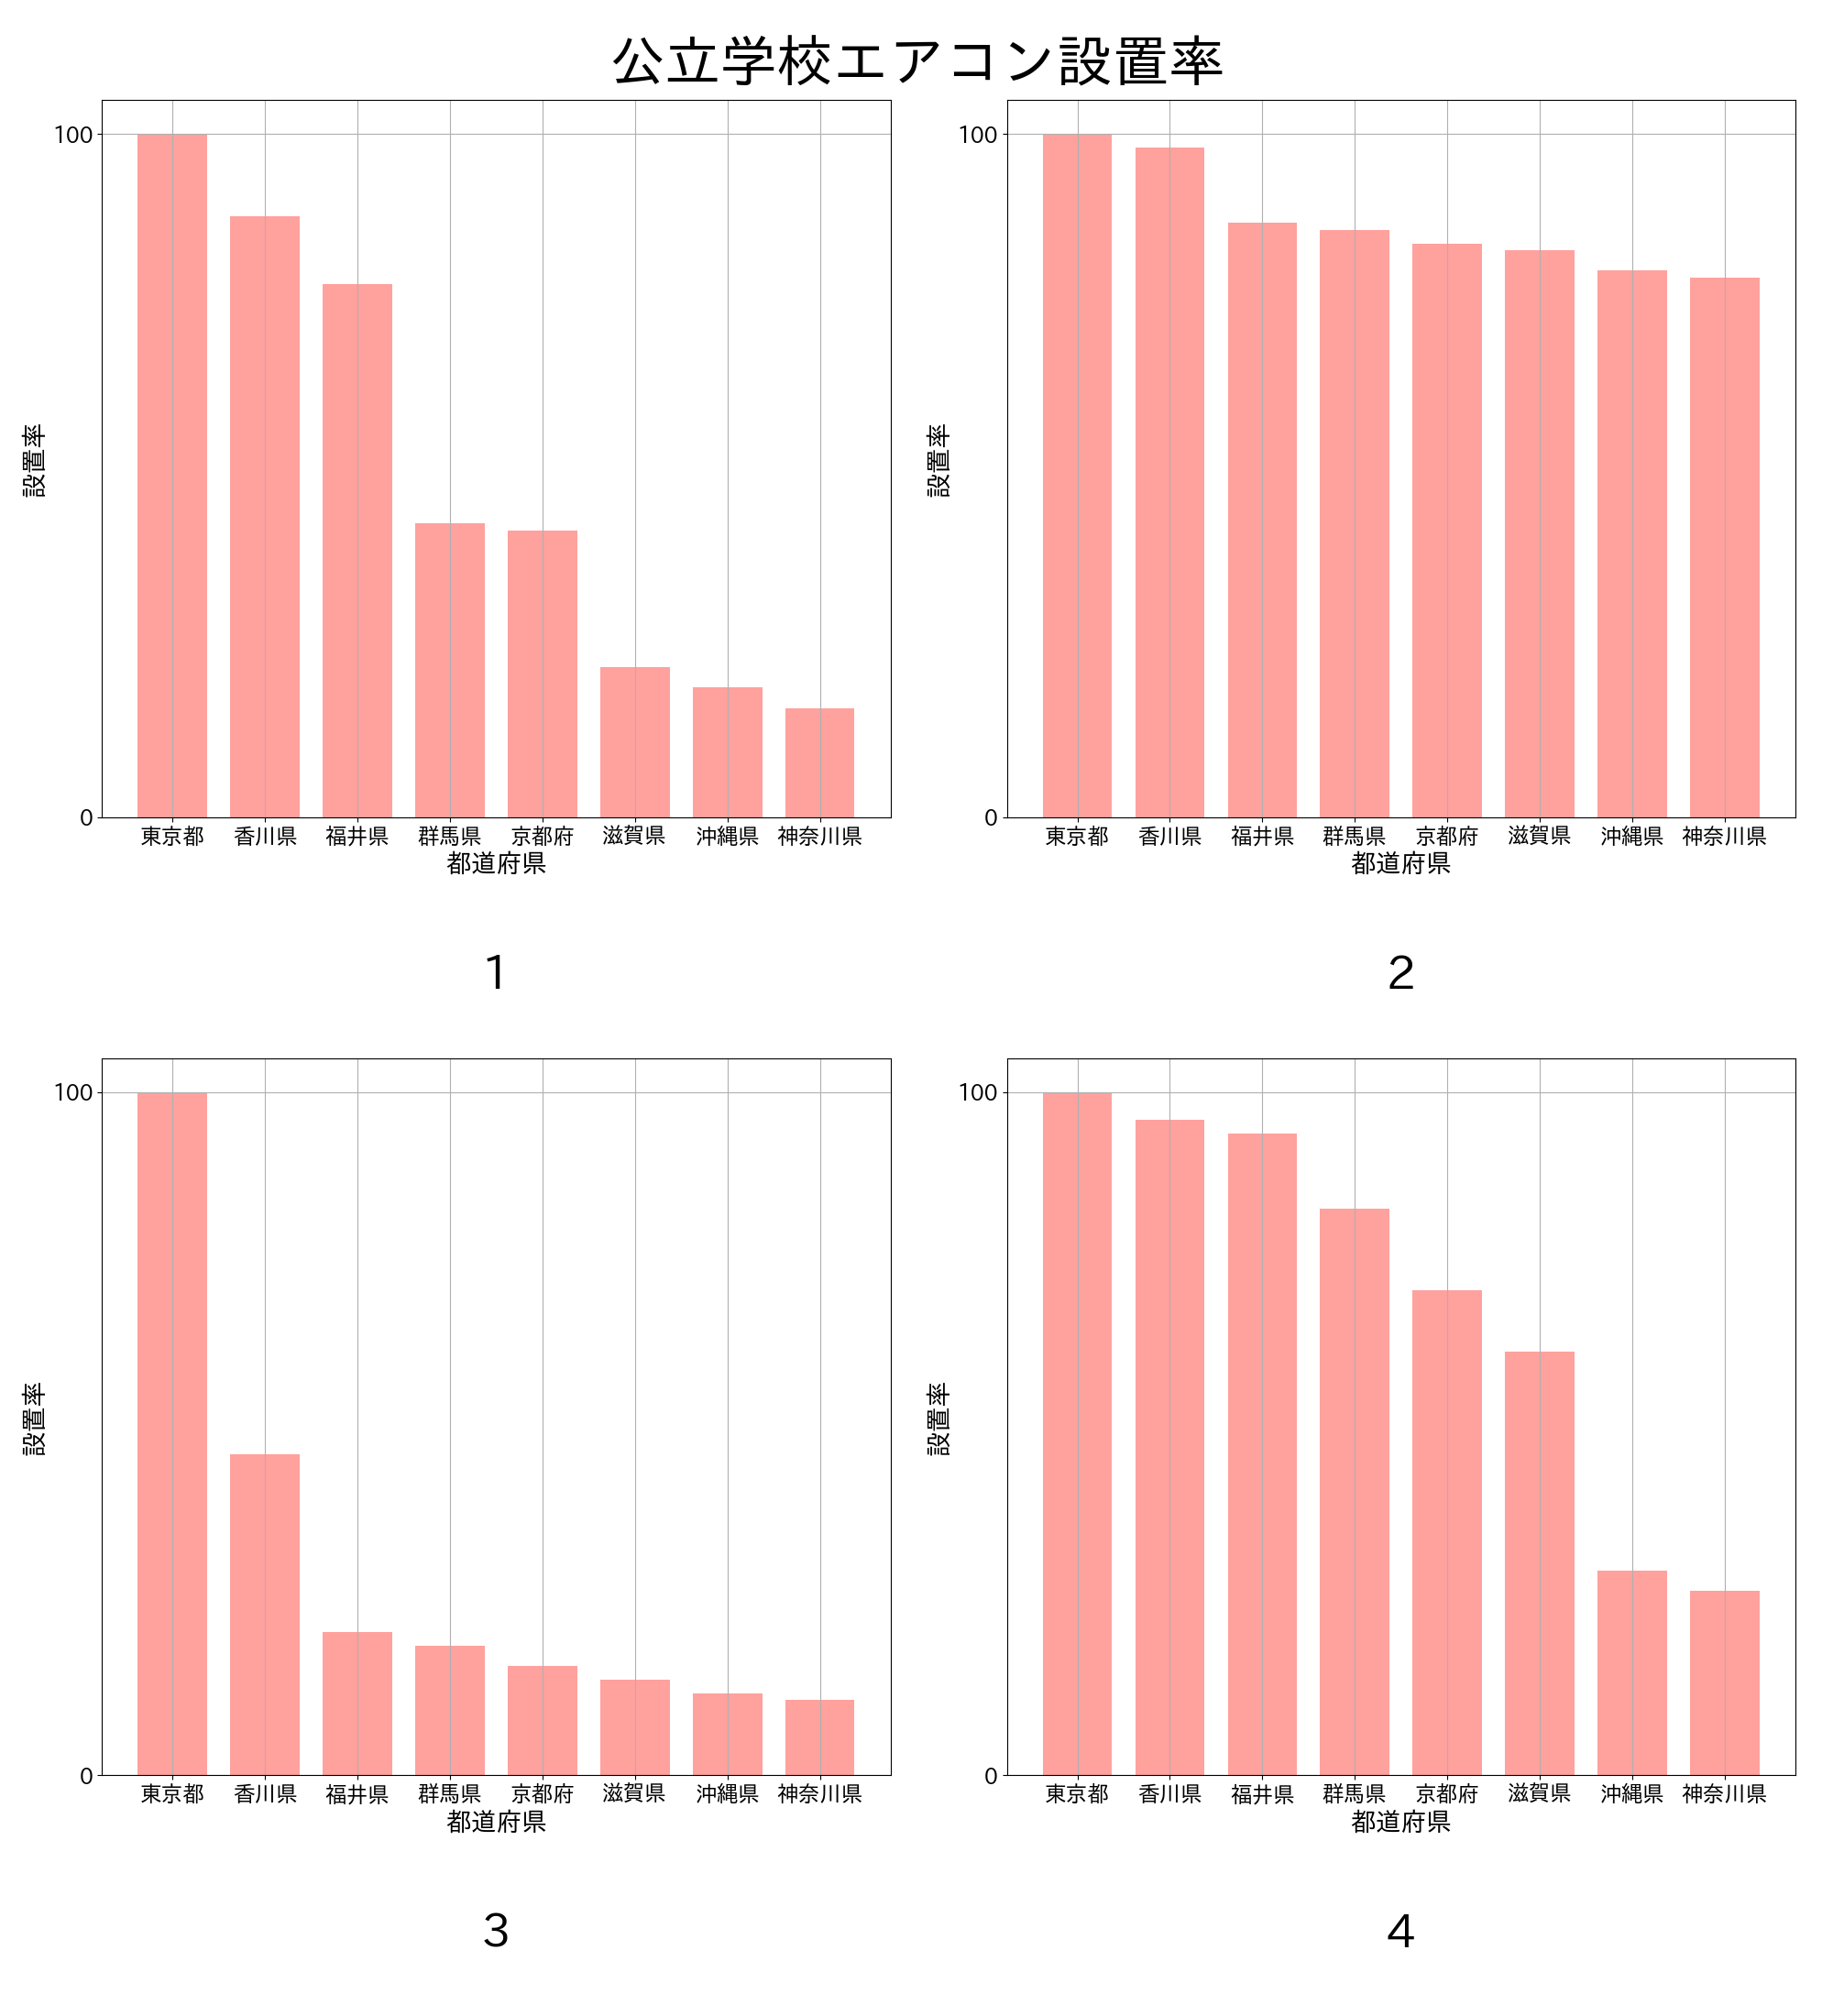 公立学校エアコン設置率
100
設置率
0
東京都 香川県 福井県 群馬県 京都府 滋賀県 沖縄県 神奈川県
都道府県
1
100
設置率
0
東京都 香川県 福井県 群馬県 京都府 滋賀県 沖縄県 神奈川県
都道府県
2
100
設置率
0
東京都 香川県 福井県 群馬県 京都府 滋賀県 沖縄県 神奈川県
都道府県
3
100
設置率
0
東京都 香川県 福井県 群馬県 京都府 滋賀県 沖縄県 神奈川県
都道府県
4